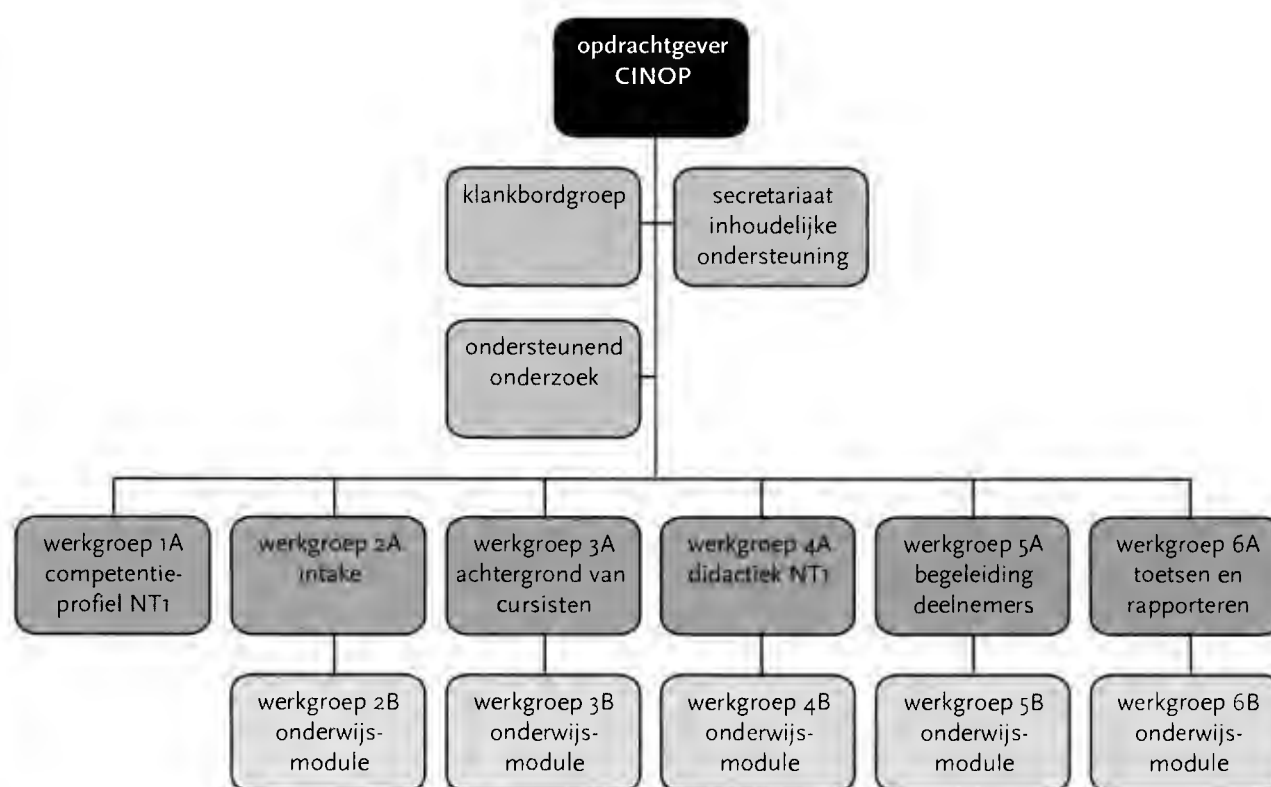 opdrachtgever
CINOP
klankbordgroep
secretariaat
inhoudelijke
ondersteuning
ondersteunend
onderzoek
werkgroep 1A
competentie-
profiel NT1
werkgroep 2A
intake
werkgroep 3A
achtergrond van
cursisten
werkgroep 4A
didactiek NT1
werkgroep 5A
begeleiding
deelnemers
werkgroep 6A
toetsen en
rapporteren
werkgroep 2B
onderwijs-
module
werkgroep 3B
onderwijs-
module
werkgroep 4B
onderwijs-
module
werkgroep 5B
onderwijs-
module
werkgroep 6B
onderwijs-
module